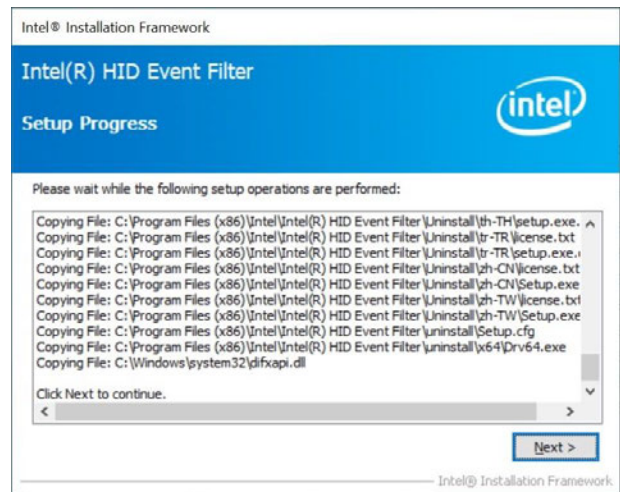 Intel® Installation Framework
Intel(R) HID Event Filter
intel
Setup Progress
Please wait while the following setup operations are performed:
Copying File: C:\Program Files (x86)\Intel\Intel(R) HID Event Filter\Uninstall\th-TH\setup.exe.
Copying File: C:\Program Files (x86)\Intel\Intel(R) HID Event Filter\Uninstall\tr-TR\license.txt
Copying File: C:\Program Files (x86)\Intel\Intel(R) HID Event Filter\Uninstall\tr-TR\setup.exe.
Copying File: C:\Program Files (x86)\Intel\Intel(R) HID Event Filter\Uninstall\zh-CN\license.txt
Copying File: C:\Program Files (x86)\Intel\Intel(R) HID Event Filter\Uninstall\zh-CN\Setup.exe
Copying File: C:\Program Files (x86)\Intel\Intel(R) HID Event Filter\Uninstall\zh-TW\license.txt
Copying File: C:\Program Files (x86)\Intel\Intel(R) HID Event Filter\Uninstall\zh-TW\Setup.exe
Copying File: C:\Program Files (x86)\Intel\Intel(R) HID Event Filter\uninstall\Setup.cfg
Copying File: C:\Program Files (x86)\Intel\Intel(R) HID Event Filter\uninstall\x64\Drv64.exe
Copying File: C:\Windows\system32\difxapi.dll
Click Next to continue.
Next >
Intel® Installation Framework